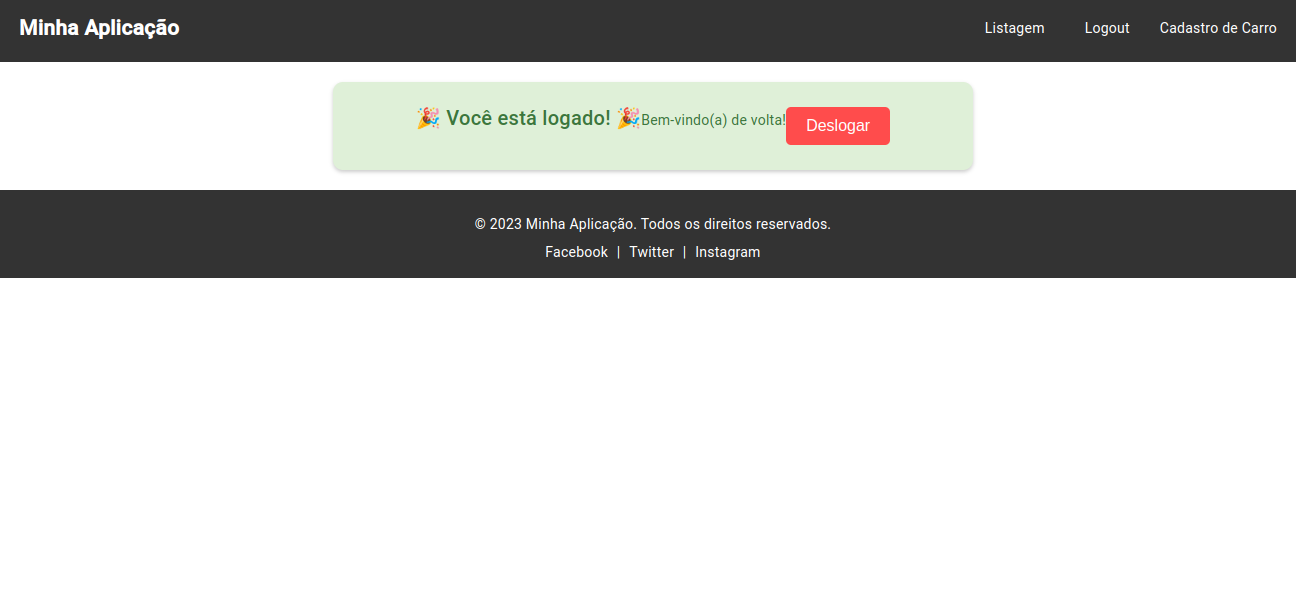 Minha Aplicação
Listagem Logout Cadastro de Carro
🎉 Você está logado! 🎉Bem-vindo(a) de volta! Deslogar
© 2023 Minha Aplicação. Todos os direitos reservados.
Facebook | Twitter | Instagram